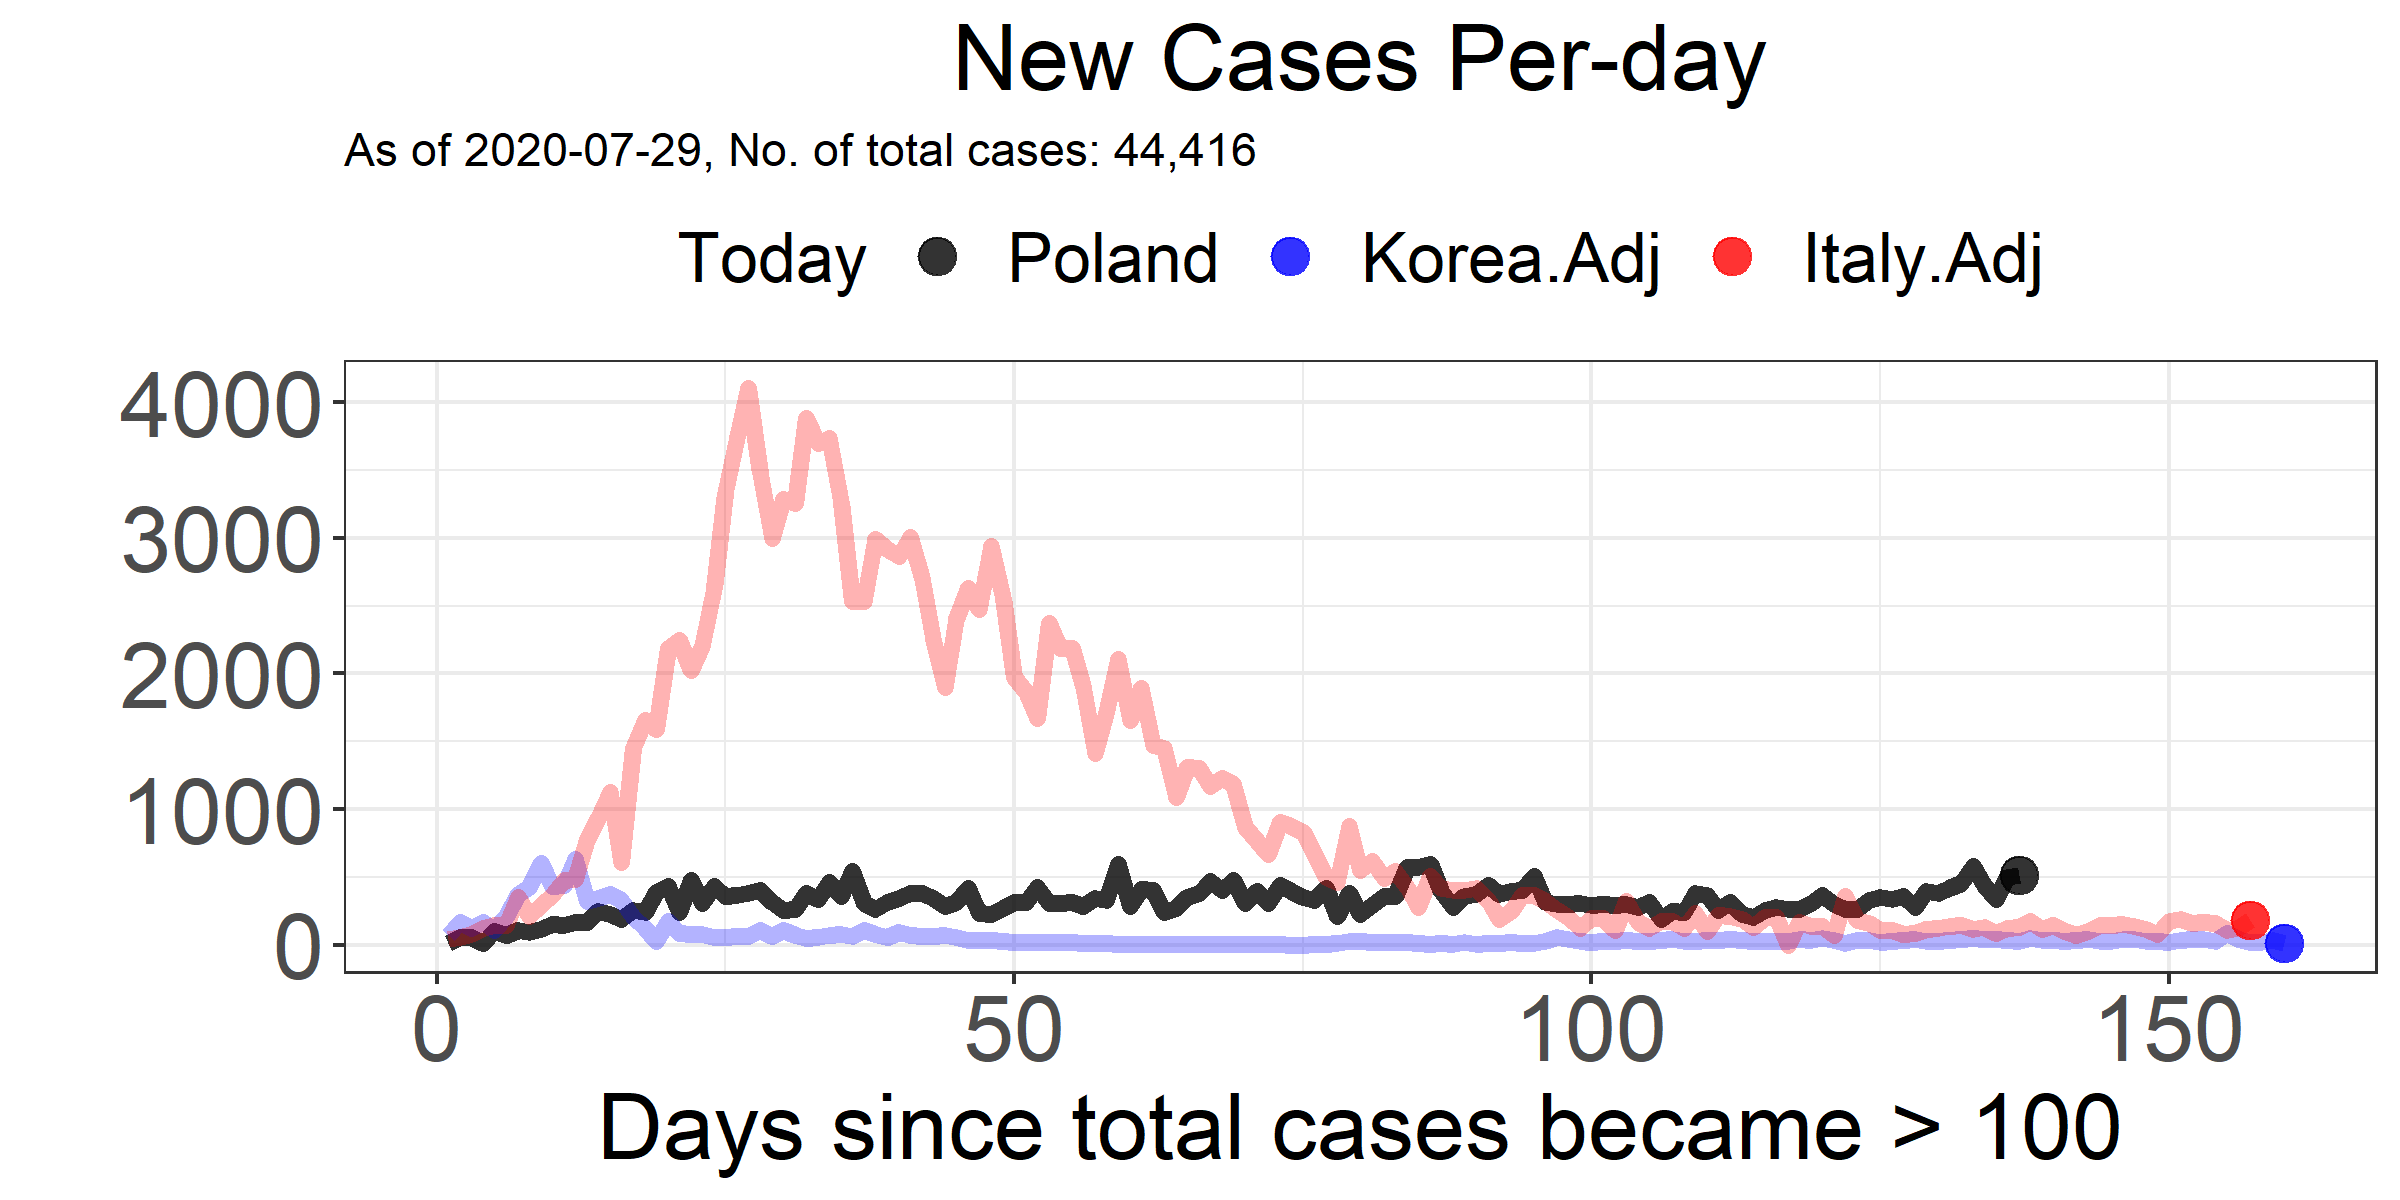 New Cases Per-day
As of 2020-07-29, No. of total cases: 44,416
Today Poland Korea.Adj Italy.Adj
4000
3000
2000
1000
0
0 50 100 150
Days since total cases became > 100